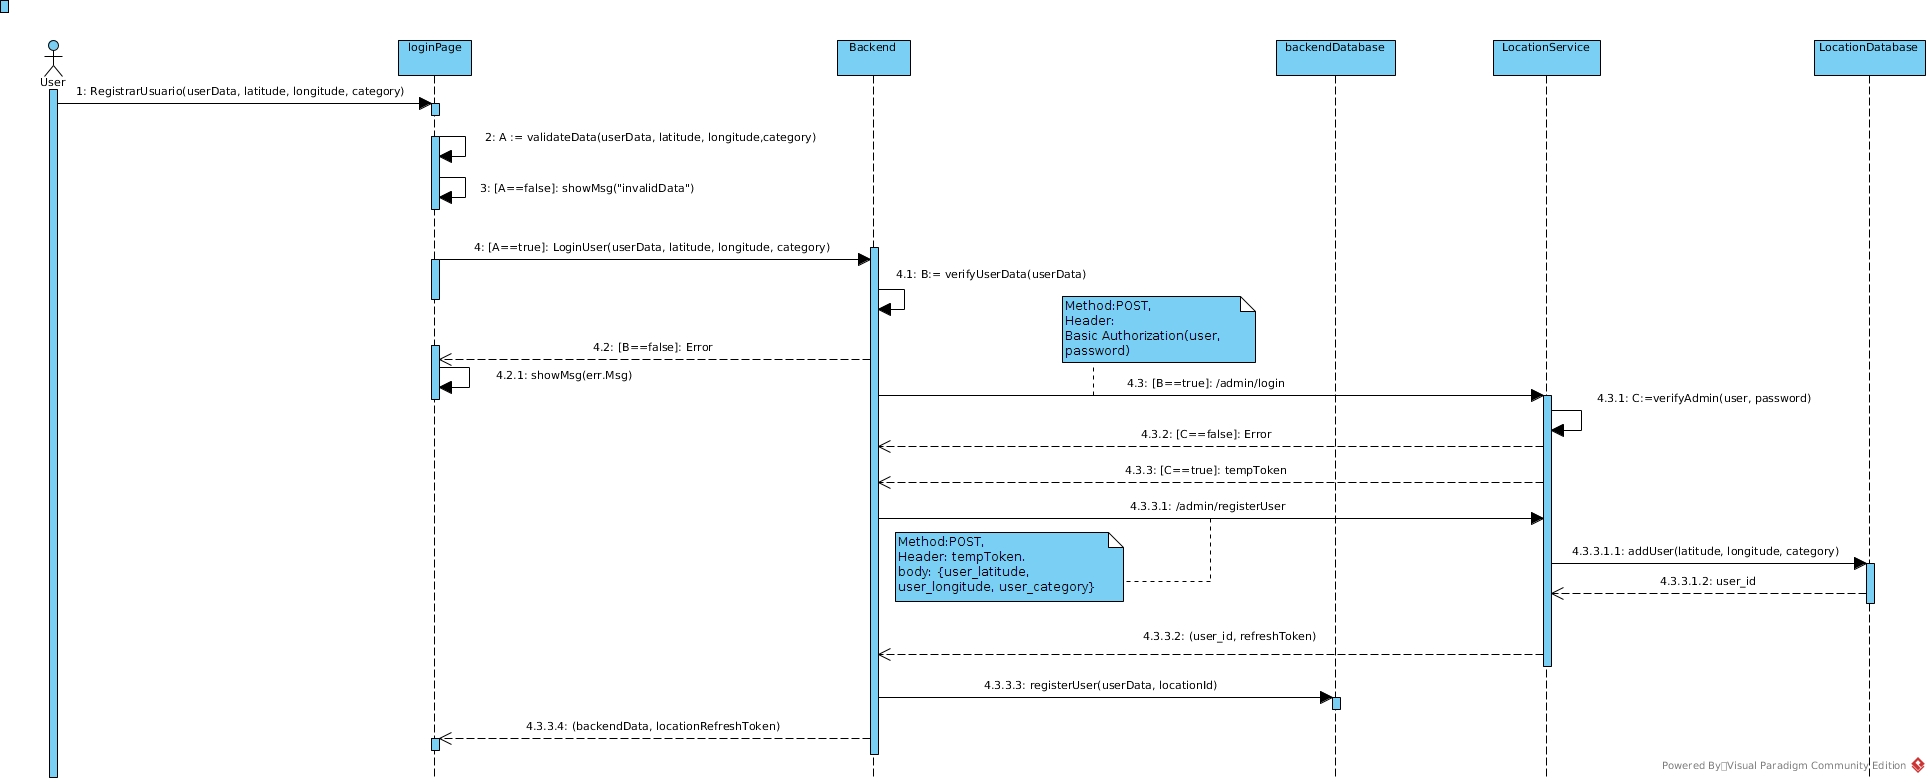 loginPage
Backend
backendDatabase
LocationService
LocationDatabase
User
1: RegistrarUsuario(userData, latitude, longitude, category)
2: A := validateData(userData, latitude, longitude,category)
3: [A==false]: showMsg("invalidData")
4: [A==true]: LoginUser(userData, latitude, longitude, category)
4.1: B:= verifyUserData(userData)
Method:POST,
Header:
Basic Authorization(user,
password)
4.2: [B==false]: Error
4.2.1: showMsg(err.Msg)
4.3: [B==true]: /admin/login
4.3.1: C:=verifyAdmin(user, password)
4.3.2: [C==false]: Error
4.3.3: [C==true]: tempToken
4.3.3.1: /admin/registerUser
Method:POST,
Header: tempToken.
body: {user_latitude,
user_longitude, user_category}
4.3.3.1.1: addUser(latitude, longitude, category)
4.3.3.1.2: user_id
4.3.3.2: (user_id, refreshToken)
4.3.3.3: registerUser(userData, locationId)
4.3.3.4: (backendData, locationRefreshToken)
Powered By Visual Paradigm Community Edition